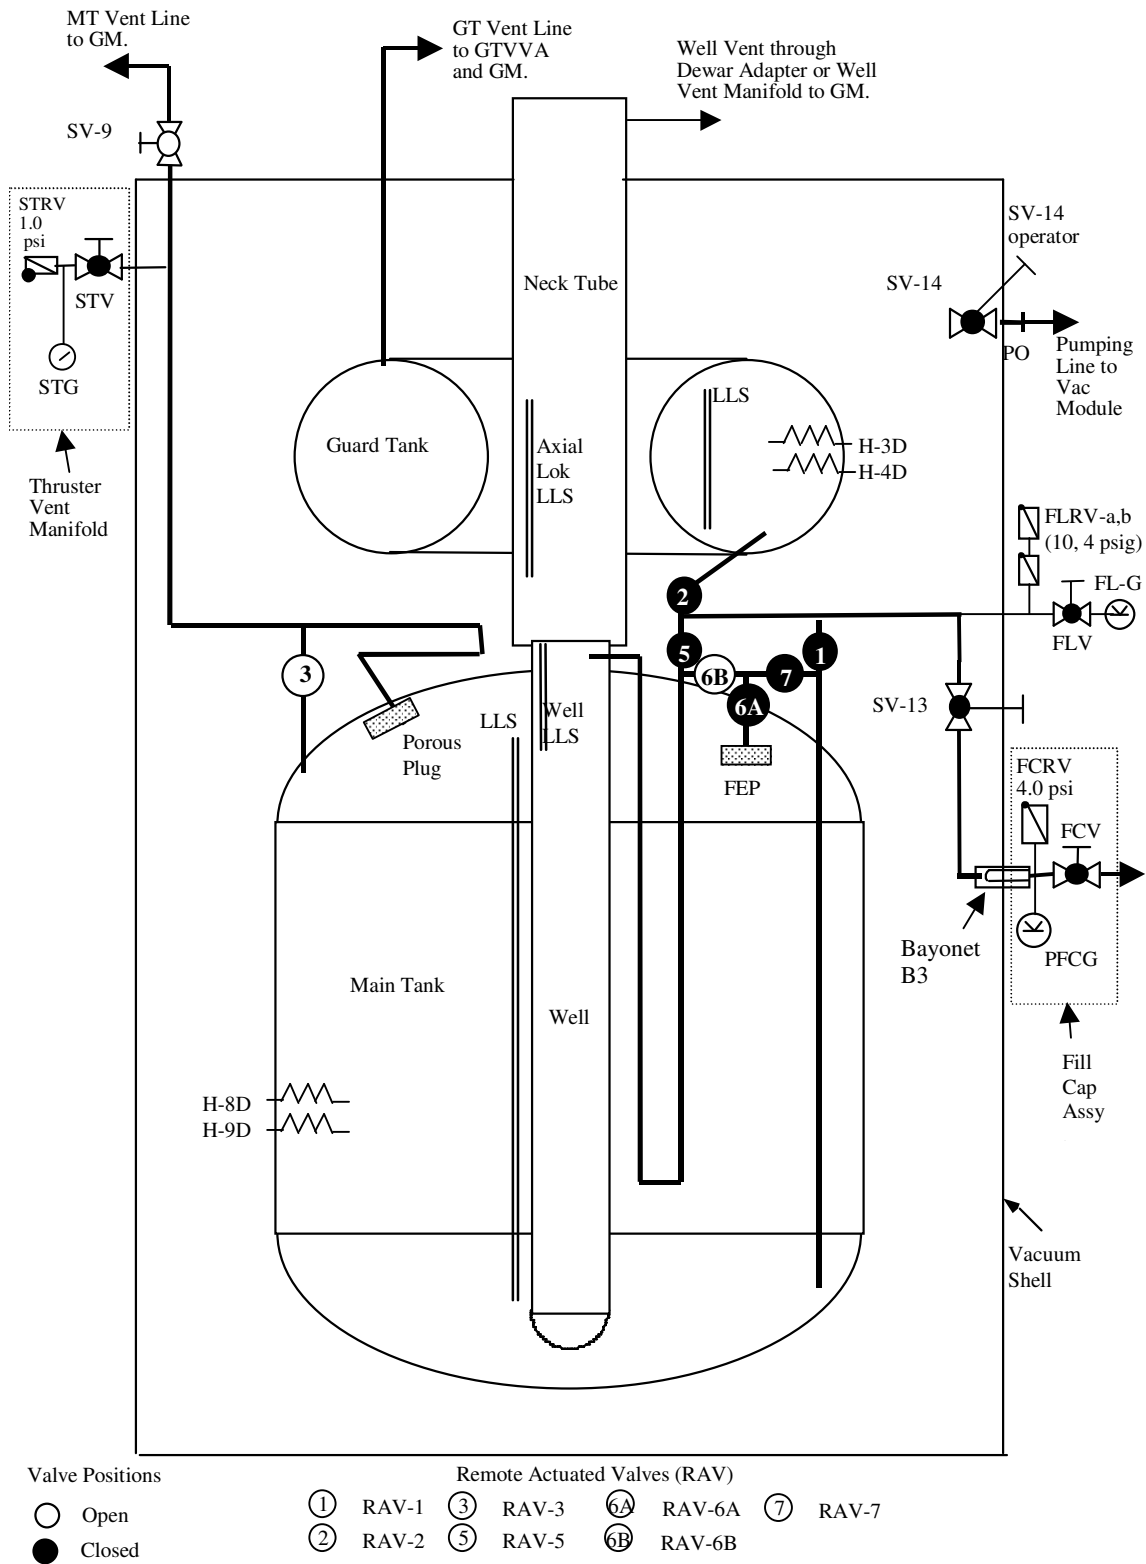 MT Vent Line
to GM.
GT Vent Line
to GTVVA
and GM.
Well Vent through
Dewar Adapter or Well
Vent Manifold to GM.
SV-9
STRV
1.0
psi
STV
STG
Thruster
Vent
Manifold
Neck Tube
SV-14
operator
SV-14
PO
Pumping
Line to
Vac
Module
Guard Tank
Axial
Lok
LLS
LLS
H-3D
H-4D
FLRV-a,b
(10, 4 psig)
FL-G
FLV
2
5
1
3
6B
7
6A
SV-13
LLS
Well
LLS
Porous
Plug
FEP
FCRV
4.0 psi
FCV
Bayonet
B3
PFCG
Main Tank
Well
Fill
Cap
Assy
H-8D
H-9D
Vacuum
Shell
Valve Positions
Open
Closed
Remote Actuated Valves (RAV)
1 RAV-1 3 RAV-3 6A RAV-6A 7 RAV-7
2 RAV-2 5 RAV-5 6B RAV-6B